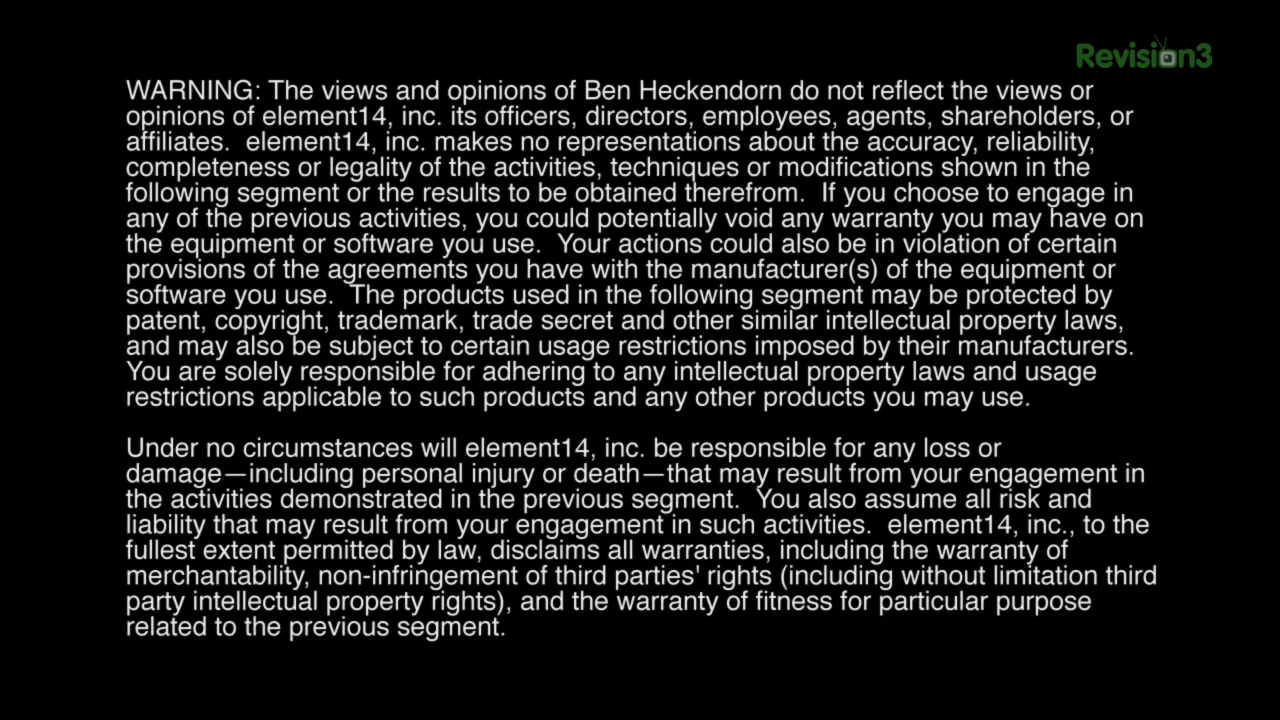 Revision3
WARNING: The views and opinions of Ben Heckendorn do not reflect the views or
opinions of element14, inc. its officers, directors, employees, agents, shareholders, or
affiliates.  element14, inc. makes no representations about the accuracy, reliability,
completeness or legality of the activities, techniques or modifications shown in the
following segment or the results to be obtained therefrom.  If you choose to engage in
any of the previous activities, you could potentially void any warranty you may have on
the equipment or software you use.  Your actions could also be in violation of certain
provisions of the agreements you have with the manufacturer(s) of the equipment or
software you use.  The products used in the following segment may be protected by
patent, copyright, trademark, trade secret and other similar intellectual property laws,
and may also be subject to certain usage restrictions imposed by their manufacturers.
You are solely responsible for adhering to any intellectual property laws and usage
restrictions applicable to such products and any other products you may use.
Under no circumstances will element14, inc. be responsible for any loss or
damage—including personal injury or death—that may result from your engagement in
the activities demonstrated in the previous segment.  You also assume all risk and
liability that may result from your engagement in such activities.  element14, inc., to the
fullest extent permitted by law, disclaims all warranties, including the warranty of
merchantability, non-infringement of third parties' rights (including without limitation third
party intellectual property rights), and the warranty of fitness for particular purpose
related to the previous segment.